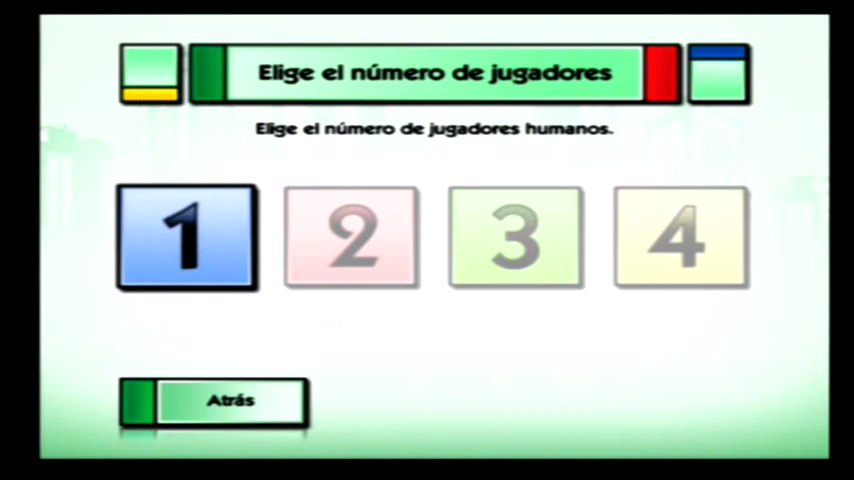 Elige el número de jugadores
Elige el número de jugadores humanos.
1 2 3 4
Atrás